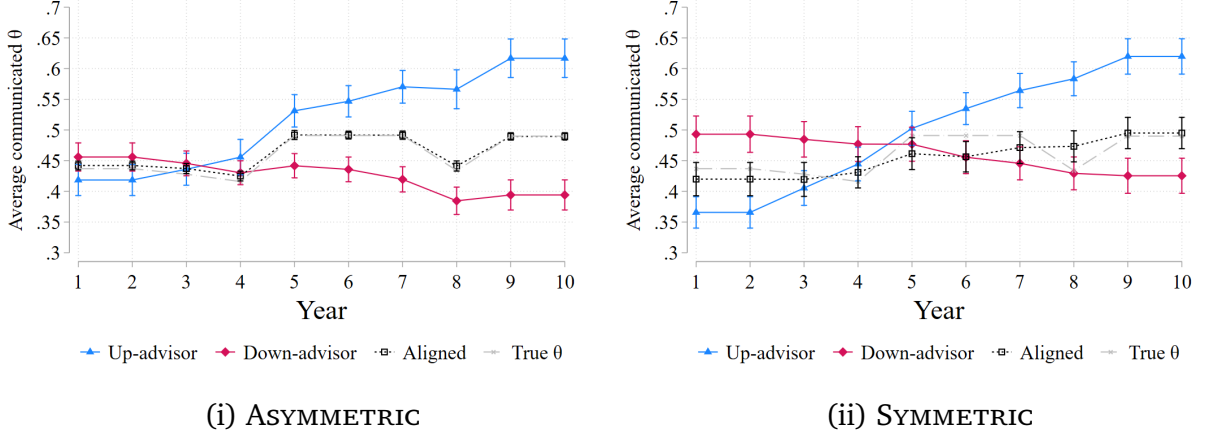 Average communicated θ
.7
.65
.6
.55
.5
.45
.4
.35
.3
1 2 3 4 5 6 7 8 9 10
Year
Up-advisor Down-advisor Aligned True θ
(i) ASYMMETRIC
Average communicated θ
.7
.65
.6
.55
.5
.45
.4
.35
.3
1 2 3 4 5 6 7 8 9 10
Year
Up-advisor Down-advisor Aligned True θ
(ii) SYMMETRIC